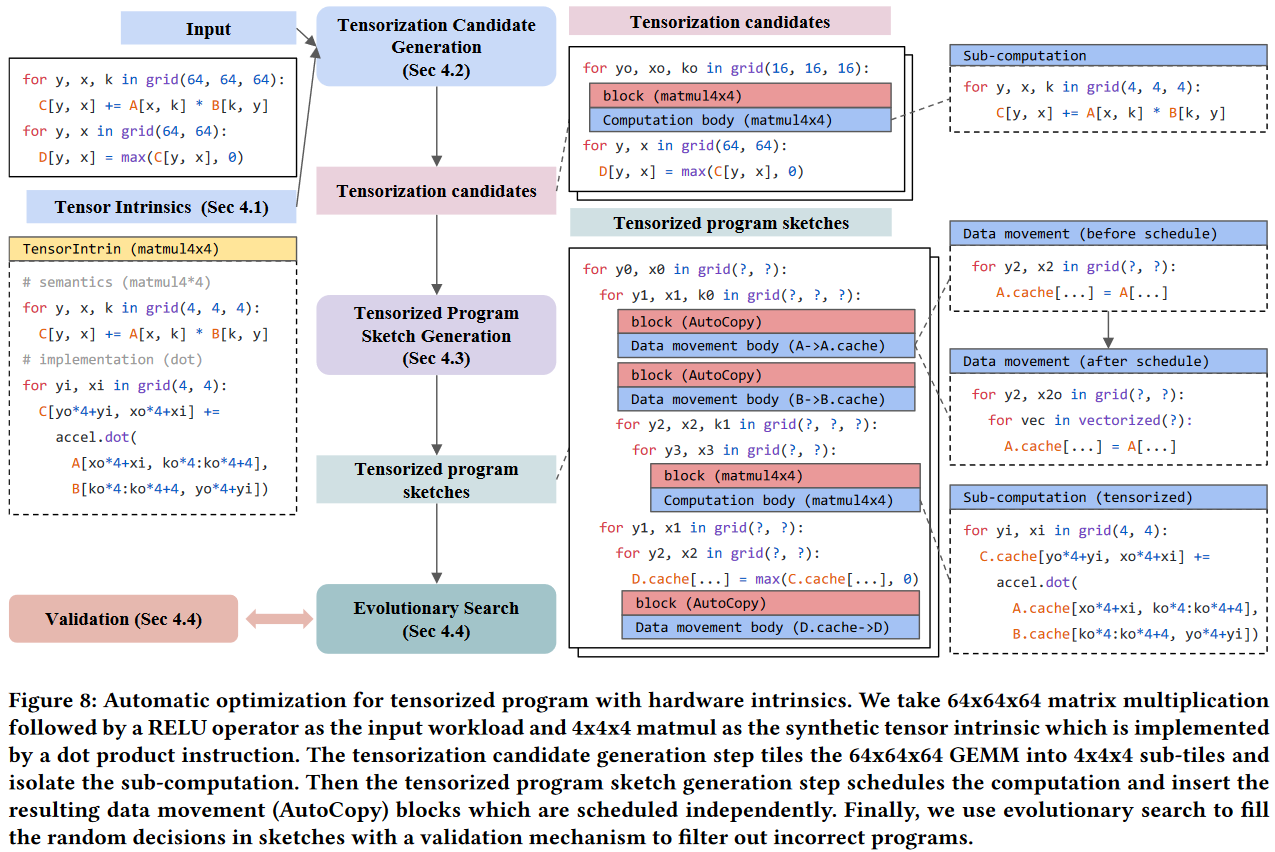 Input
for y, x, k in grid(64, 64, 64):
  C[y, x] += A[x, k] * B[k, y]
for y, x in grid(64, 64):
  D[y, x] = max(C[y, x], 0)
Tensor Intrinsics (Sec 4.1)
TensorIntrin (matmul4x4)
# semantics (matmul4*4)
for y, x, k in grid(4, 4, 4):
  C[y, x] += A[x, k] * B[k, y]
# implementation (dot)
for yi, xi in grid(4, 4):
  C[yo*4+yi, xo*4+xi] +=
    accel.dot(
      A[xo*4+xi, ko*4:ko*4+4],
      B[ko*4:ko*4+4, yo*4+yi])
Tensorization Candidate
Generation
(Sec 4.2)
Tensorization candidates
Tensorized Program
Sketch Generation
(Sec 4.3)
Tensorized program
sketches
Evolutionary Search
(Sec 4.4)
Validation (Sec 4.4)
Tensorization candidates
for yo, xo, ko in grid(16, 16, 16):
block (matmul4x4)
Computation body (matmul4x4)
for y, x in grid(64, 64):
  D[y, x] = max(C[y, x], 0)
Sub-computation
for y, x, k in grid(4, 4, 4):
  C[y, x] += A[x, k] * B[k, y]
Tensorized program sketches
for y0, x0 in grid(?, ?):
  for y1, x1, k0 in grid(?, ?, ?):
block (AutoCopy)
Data movement body (A->A.cache)
block (AutoCopy)
Data movement body (B->B.cache)
    for y2, x2, k1 in grid(?, ?, ?):
      for y3, x3 in grid(?, ?):
block (matmul4x4)
Computation body (matmul4x4)
  for y1, x1 in grid(?, ?):
    for y2, x2 in grid(?, ?):
      D.cache[...] = max(C.cache[...], 0)
block (AutoCopy)
Data movement body (D.cache->D)
Data movement (before schedule)
for y2, x2 in grid(?, ?):
  A.cache[...] = A[...]
Data movement (after schedule)
for y2, x2o in grid(?, ?):
  for vec in vectorized(?):
    A.cache[...] = A[...]
Sub-computation (tensorized)
for yi, xi in grid(4, 4):
  C.cache[yo*4+yi, xo*4+xi] +=
    accel.dot(
      A.cache[xo*4+xi, ko*4:ko*4+4],
      B.cache[ko*4:ko*4+4, yo*4+yi])
Figure 8: Automatic optimization for tensorized program with hardware intrinsics. We take 64x64x64 matrix multiplication
followed by a RELU operator as the input workload and 4x4x4 matmul as the synthetic tensor intrinsic which is implemented
by a dot product instruction. The tensorization candidate generation step tiles the 64x64x64 GEMM into 4x4x4 sub-tiles and
isolate the sub-computation. Then the tensorized program sketch generation step schedules the computation and insert the
resulting data movement (AutoCopy) blocks which are scheduled independently. Finally, we use evolutionary search to fill
the random decisions in sketches with a validation mechanism to filter out incorrect programs.